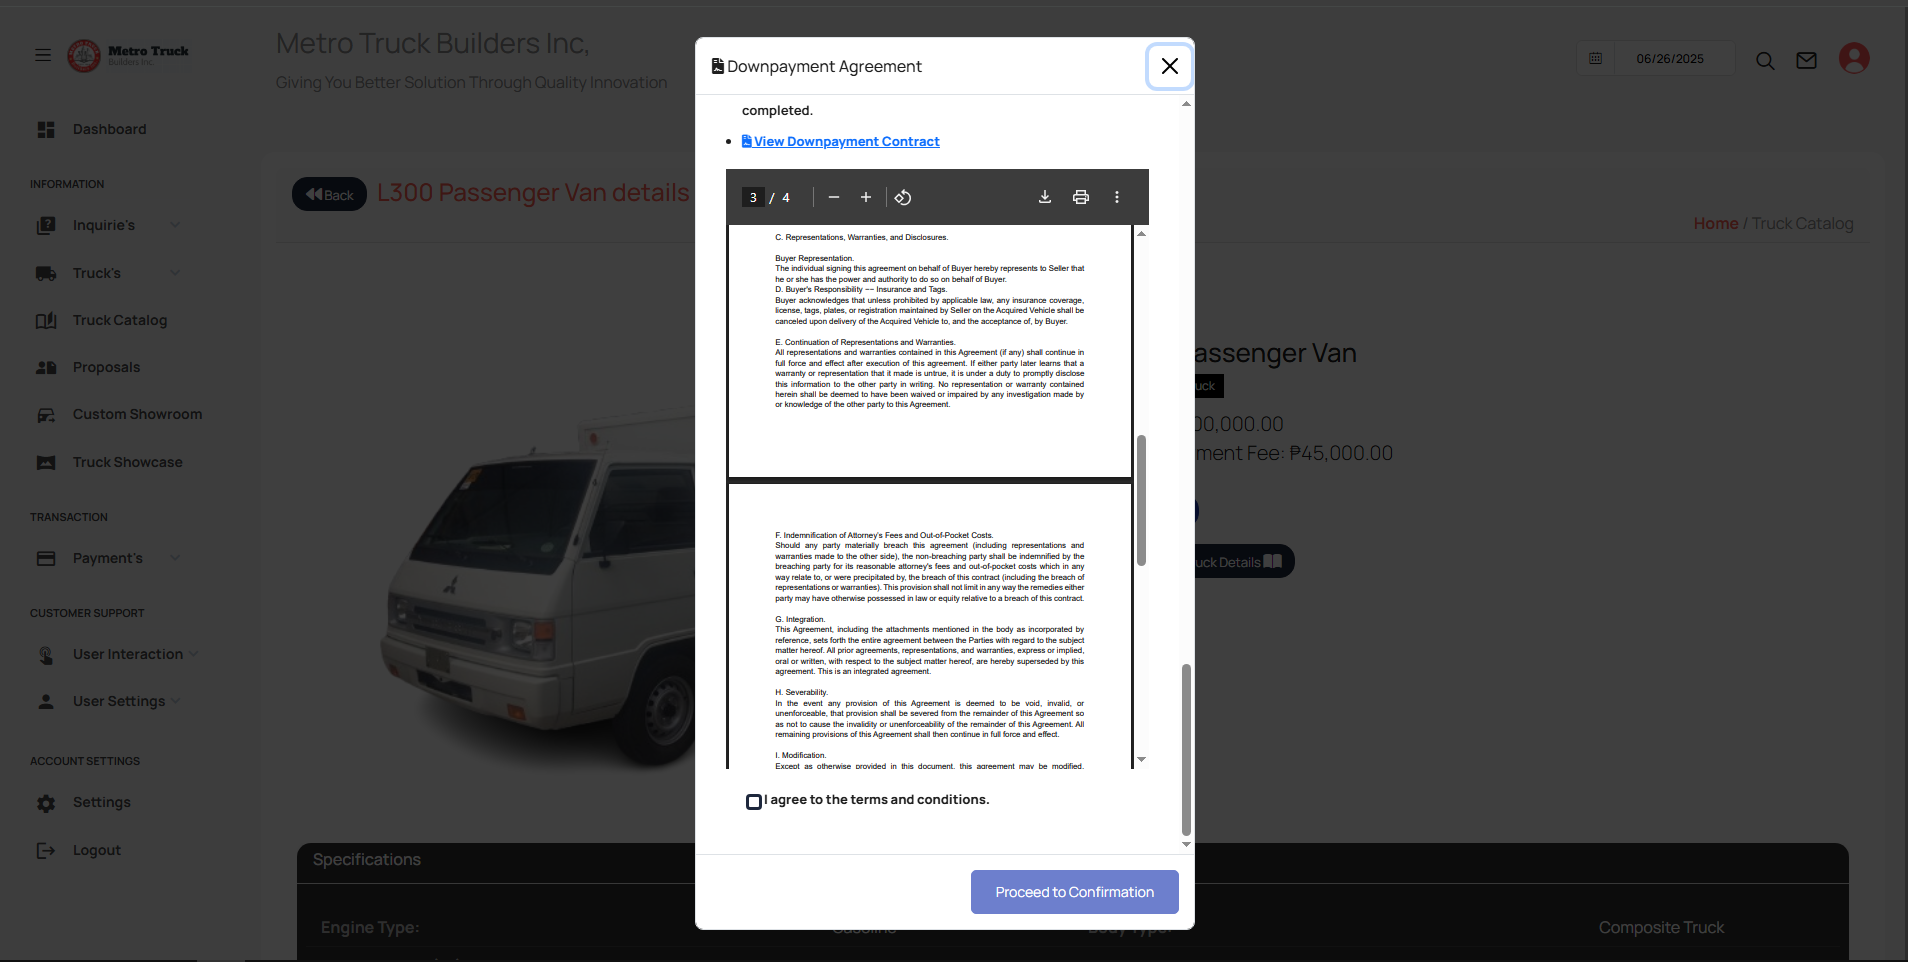 Metro Truck
Builders Inc.
Metro Truck Builders Inc,
Giving You Better Solution Through Quality Innovation
06/26/2025
Dashboard
INFORMATION
Inquirie's
Truck's
Truck Catalog
Proposals
Custom Showroom
Truck Showcase
TRANSACTION
Payment's
CUSTOMER SUPPORT
User Interaction
User Settings
ACCOUNT SETTINGS
Settings
Logout
Back
L300 Passenger Van details
Home / Truck Catalog
Downpayment Agreement
completed.
View Downpayment Contract
3 / 4
C. Representations, Warranties, and Disclosures.
Buyer Representation.
The individual signing this agreement on behalf of Buyer hereby represents to Seller that
he or she has the power and authority to do so on behalf of Buyer.
D. Buyer's Responsibility –– Insurance and Tags.
Buyer acknowledges that unless prohibited by applicable law, any insurance coverage,
license, tags, plates, or registration maintained by Seller on the Acquired Vehicle shall be
canceled upon delivery of the Acquired Vehicle to, and the acceptance of, by Buyer.
E. Continuation of Representations and Warranties.
All representations and warranties contained in this Agreement (if any) shall continue in
full force and effect after execution of this agreement. If either party later learns that a
warranty or representation that it made is untrue, it is under a duty to promptly disclose
this information to the other party in writing. No representation or warranty contained
herein shall be deemed to have been waived or impaired by any investigation made by
or knowledge of the other party to this Agreement.
F. Indemnification of Attorney's Fees and Out-of-Pocket Costs.
Should any party materially breach this agreement (including representations and
warranties made to the other side), the non-breaching party shall be indemnified by the
breaching party for its reasonable attorney's fees and out-of-pocket costs which in any
way relate to, or were precipitated by, the breach of this contract (including the breach of
representations or warranties). This provision shall not limit in any way the remedies either
party may have otherwise possessed in law or equity relative to a breach of this contract.
G. Integration.
This Agreement, including the attachments mentioned in the body as incorporated by
reference, sets forth the entire agreement between the Parties with regard to the subject
matter hereof. All prior agreements, representations, and warranties, express or implied,
oral or written, with respect to the subject matter hereof, are hereby superseded by this
agreement. This is an integrated agreement.
H. Severability.
In the event any provision of this Agreement is deemed to be void, invalid, or
unenforceable, that provision shall be severed from the remainder of this Agreement so
as not to cause the invalidity or unenforceability of the remainder of this Agreement. All
remaining provisions of this Agreement shall then continue in full force and effect.
I. Modification.
Except as otherwise provided in this document, this agreement may be modified,
I agree to the terms and conditions.
Proceed to Confirmation
assenger Van
uck
00,000.00
ment Fee: ₱45,000.00
uck Details
Specifications
Engine Type:
Gasoline
Body Type:
Composite Truck